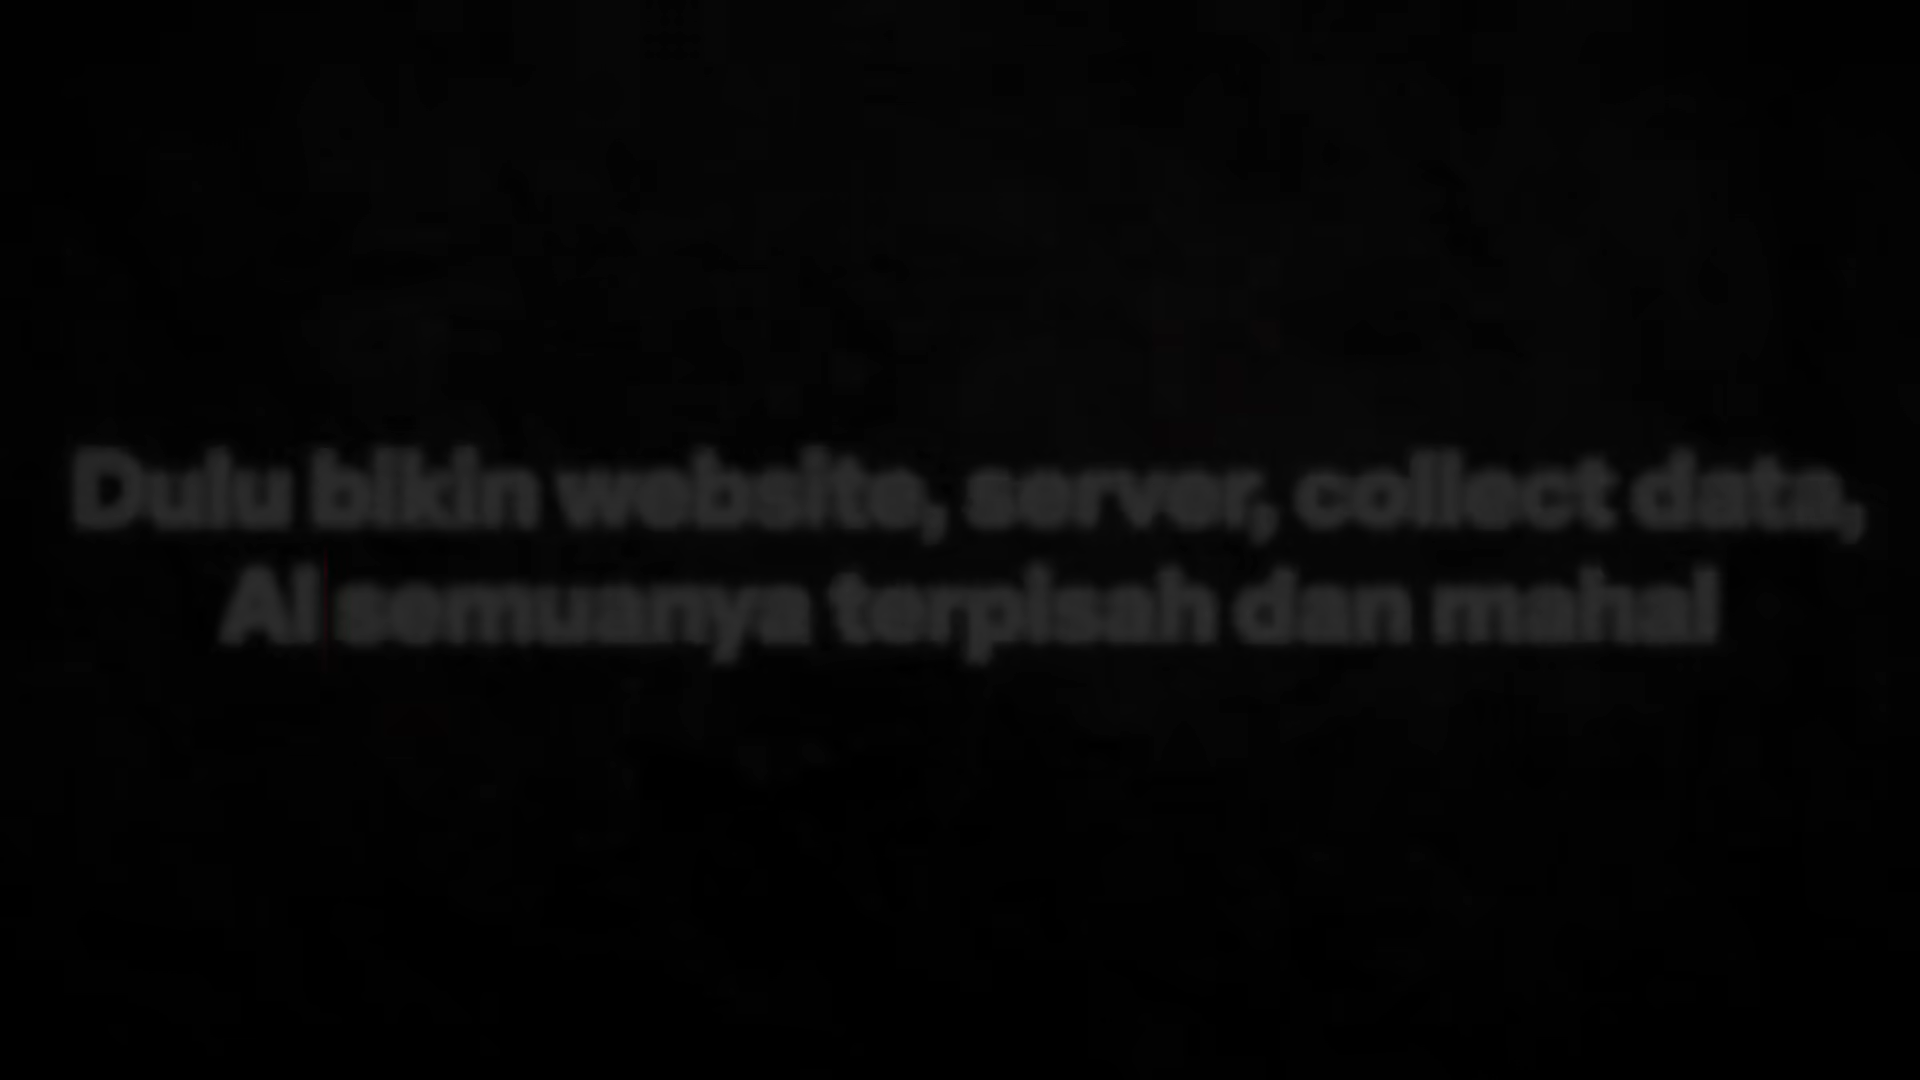 Dulu bikin website, server, collect data,
AI semuanya terpisah dan mahal